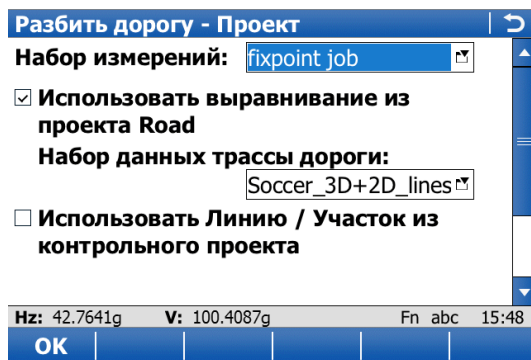 Разбить дорогу - Проект
Набор измерений: fixpoint job
Использовать выравнивание из
проекта Road
Набор данных трассы дороги:
Soccer_3D+2D_lines
Использовать Линию / Участок из
контрольного проекта
Hz: 42.7641g V: 100.4087g Fn abc 15:48
OK